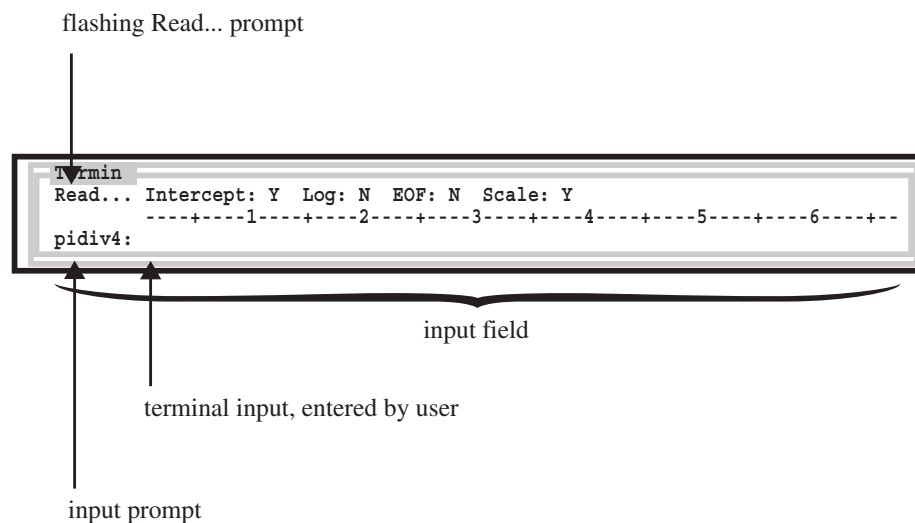 flashing Read... prompt
Termin
Read... Intercept: Y Log: N EOF: N Scale: Y
----+----1----+----2----+----3----+----4----+----5----+----6----+--
pidiv4:
input field
terminal input, entered by user
input prompt